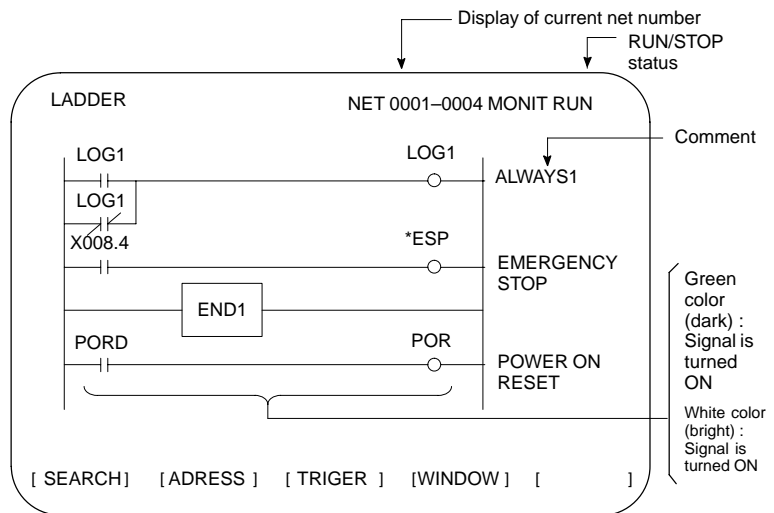 Display of current net number
RUN/STOP
status
LADDER
NET 0001–0004 MONIT RUN
Comment
LOG1
LOG1
ALWAYS1
LOG1
X008.4
*ESP
EMERGENCY
STOP
END1
PORD
POR
POWER ON
RESET
Green
color
(dark) :
Signal is
turned
ON
White color
(bright) :
Signal is
turned ON
[ SEARCH ] [ ADRESS ] [ TRIGER ] [WINDOW ] [ ]